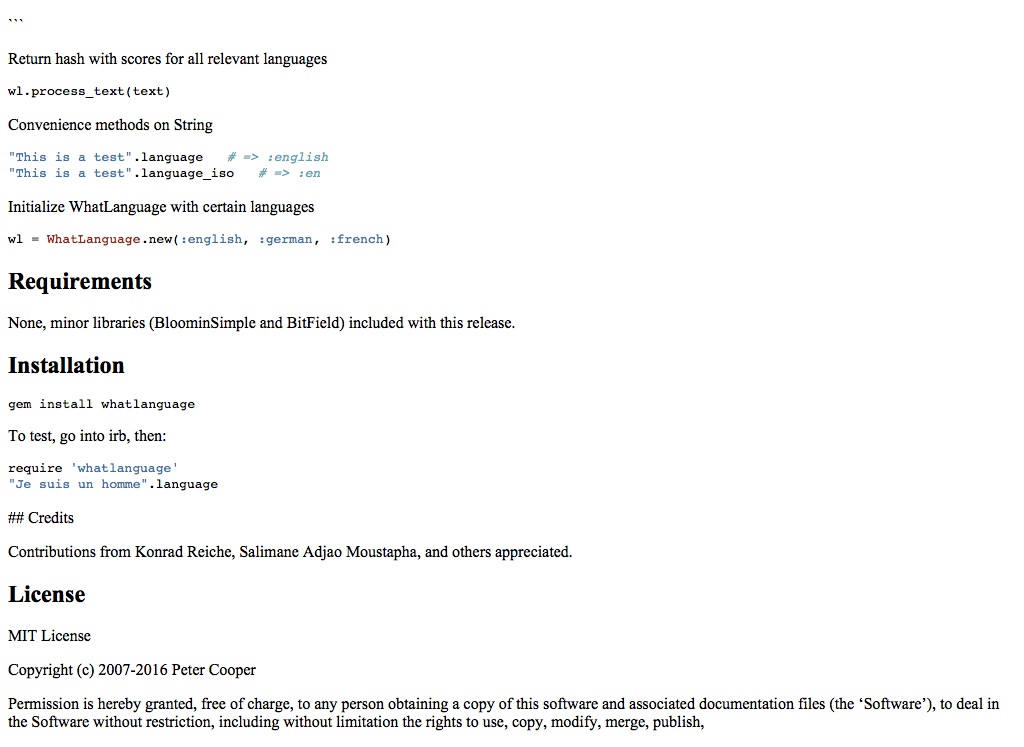 ```
Return hash with scores for all relevant languages
wl.process_text(text)
Convenience methods on String
"This is a test".language   # => :english
"This is a test".language_iso   # => :en
Initialize WhatLanguage with certain languages
wl = WhatLanguage.new(:english, :german, :french)
Requirements
None, minor libraries (BloominSimple and BitField) included with this release.
Installation
gem install whatlanguage
To test, go into irb, then:
require 'whatlanguage'
"Je suis un homme".language
## Credits
Contributions from Konrad Reiche, Salimane Adjao Moustapha, and others appreciated.
License
MIT License
Copyright (c) 2007-2016 Peter Cooper
Permission is hereby granted, free of charge, to any person obtaining a copy of this software and associated documentation files (the ‘Software’), to deal in
the Software without restriction, including without limitation the rights to use, copy, modify, merge, publish,